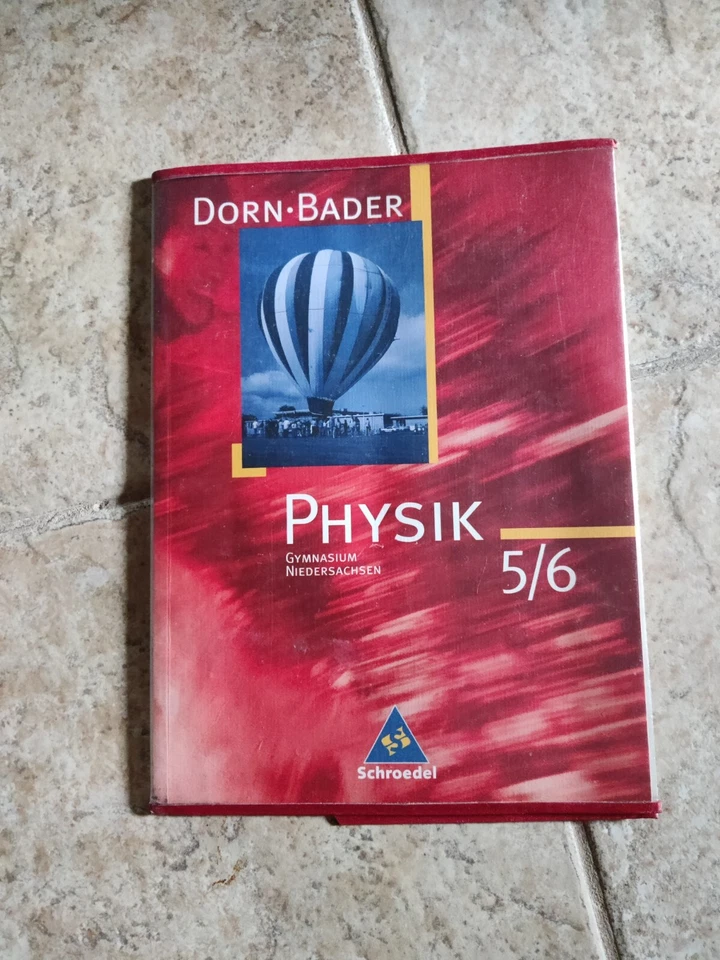 DORN·BADER
PHYSIK
GYMNASIUM
NIEDERSACHSEN
5/6
S
Schroedel